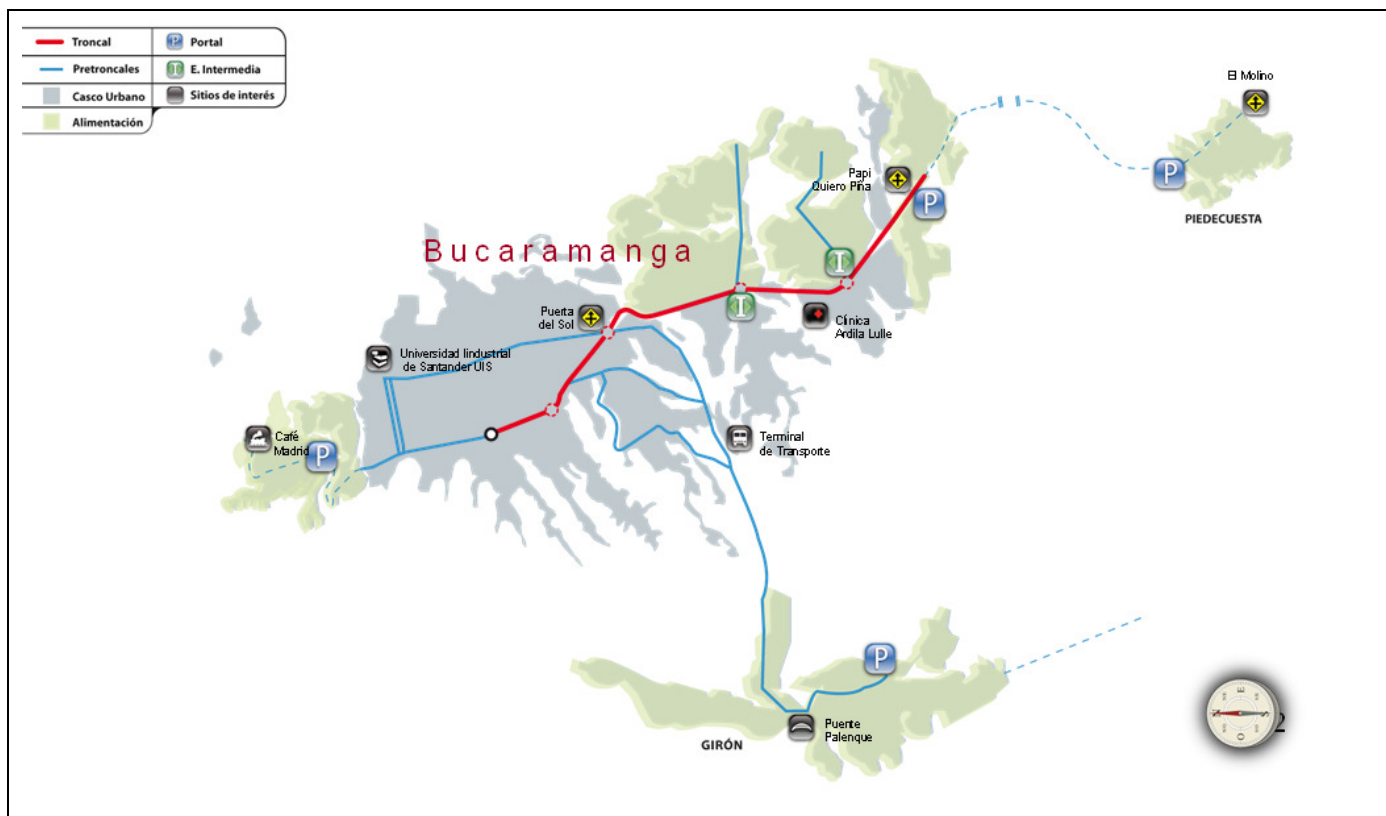 Troncal
Portal
Pretroncales
E. Intermedia
Casco Urbano
Sitios de interés
Alimentación
El Molino
Papi
Quiero Piña
PIEDECUESTA
Bucaramanga
Puerta
del Sol
Clínica
Ardila Lulle
Universidad Iindustrial
de Santander UIS
Café
Madrid
Terminal
de Transporte
Puente
Palenque
GIRÓN
2
P
P
P
P
I
I